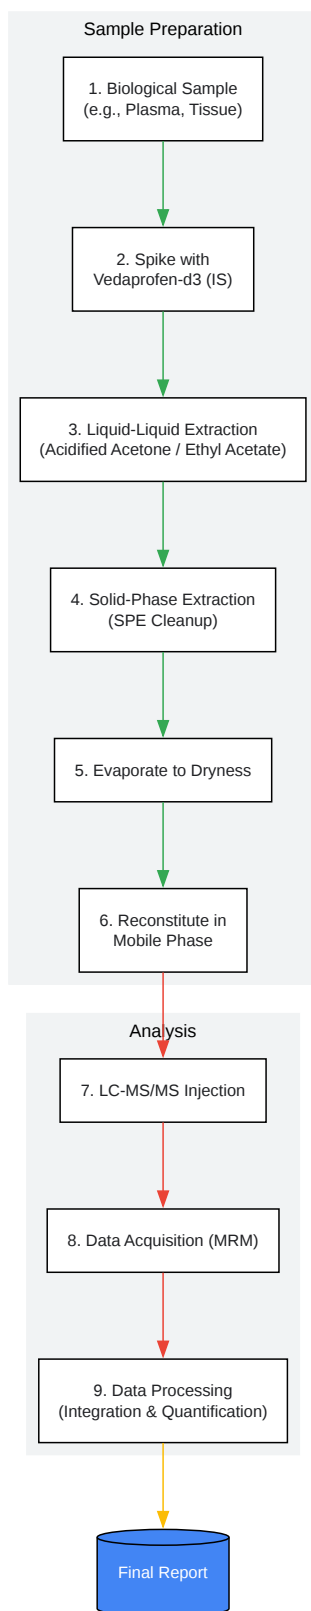 Sample Preparation
1. Biological Sample
(e.g., Plasma, Tissue)
2. Spike with
Vedaprofen-d3 (IS)
3. Liquid-Liquid Extraction
(Acidified Acetone / Ethyl Acetate)
4. Solid-Phase Extraction
(SPE Cleanup)
5. Evaporate to Dryness
6. Reconstitute in
Mobile Phase
Analysis
7. LC-MS/MS Injection
8. Data Acquisition (MRM)
9. Data Processing
(Integration & Quantification)
Final Report